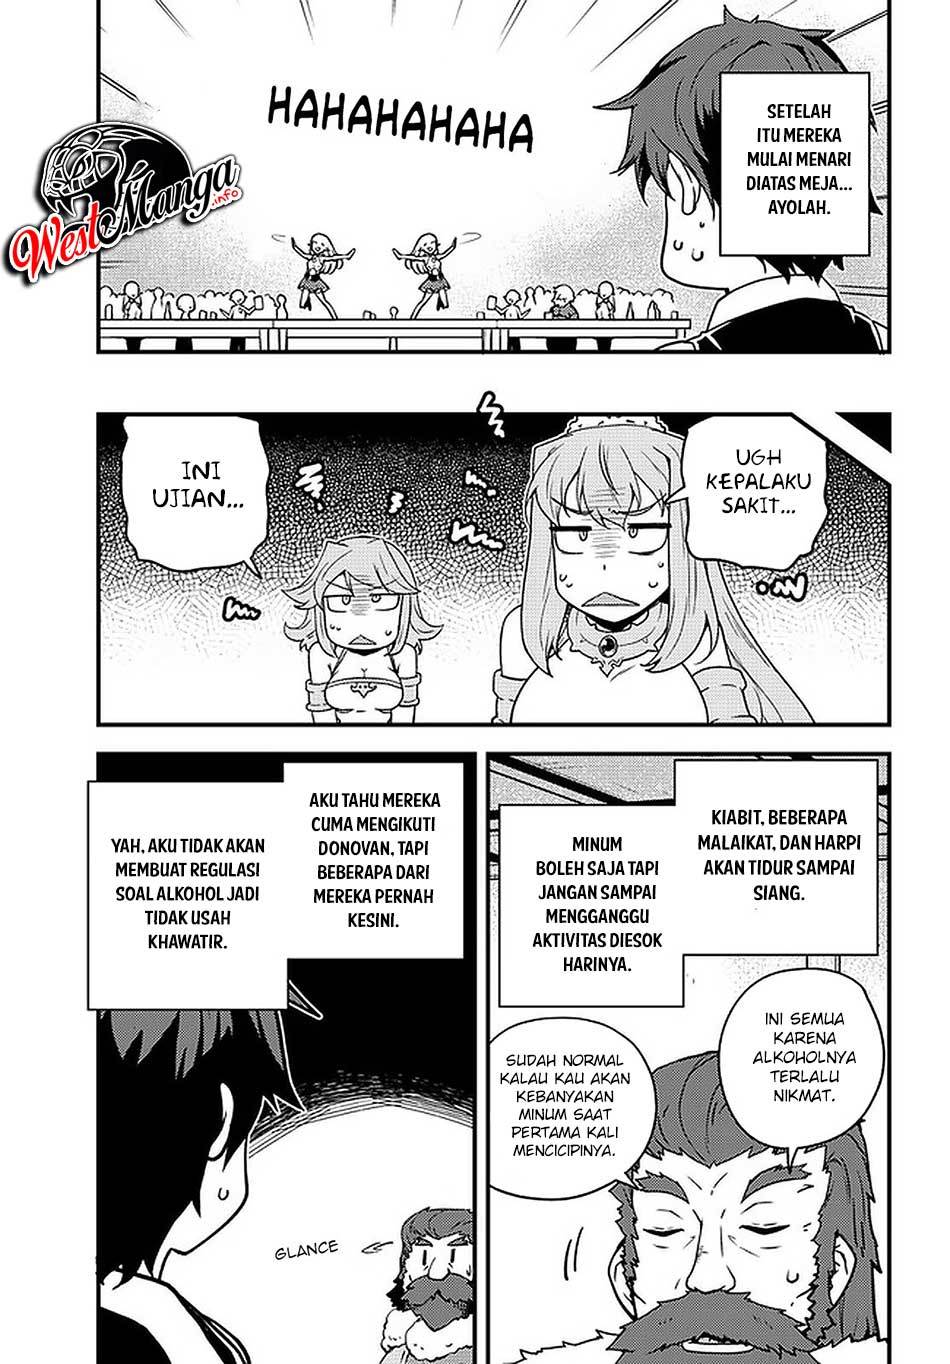 HAHAHAHAHA
SETELAH
ITU MEREKA
MULAI MENARI
DIATAS MEJA...
AYOLAH.
WestManga
.info
UGH
KEPALAKU
SAKIT...
INI
UJIAN...
KIABIT, BEBERAPA
MALAIKAT, DAN HARPI
AKAN TIDUR SAMPAI
SIANG.
MINUM
BOLEH SAJA TAPI
JANGAN SAMPAI
MENGGANGGU
AKTIVITAS DIESOK
HARINYA.
INI SEMUA
KARENA
ALKOHOLNYA
TERLALU
NIKMAT.
SUDAH NORMAL
KALAU KAU AKAN
KEBANYAKAN
MINUM SAAT
PERTAMA KALI
MENCICIPINYA.
AKU TAHU MEREKA
CUMA MENGIKUTI
DONOVAN, TAPI
BEBERAPA DARI
MEREKA PERNAH
KESINI.
YAH, AKU TIDAK AKAN
MEMBUAT REGULASI
SOAL ALKOHOL JADI
TIDAK USAH
KHAWATIR.
GLANCE